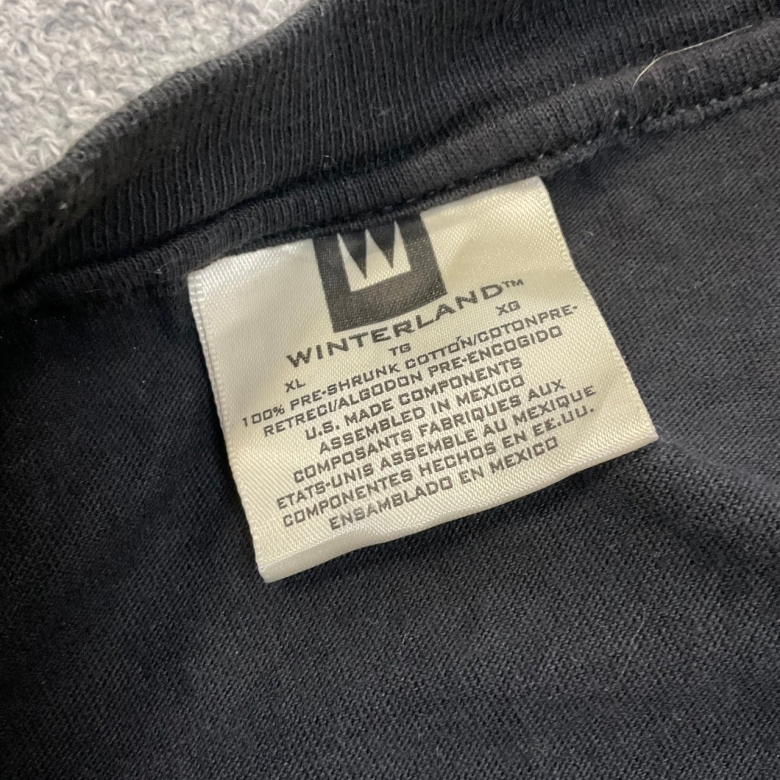 W
WINTERLAND™
XL TG XG
100% PRE-SHRUNK COTTON/COTONPRE-
RETRECI/ALGODON PRE-ENCOGIDO
U.S. MADE COMPONENTS
ASSEMBLED IN MEXICO
COMPOSANTS FABRIQUES AUX
ETATS-UNIS ASSEMBLE AU MEXIQUE
COMPONENTES HECHOS EN EE.UU.
ENSAMBLADO EN MEXICO